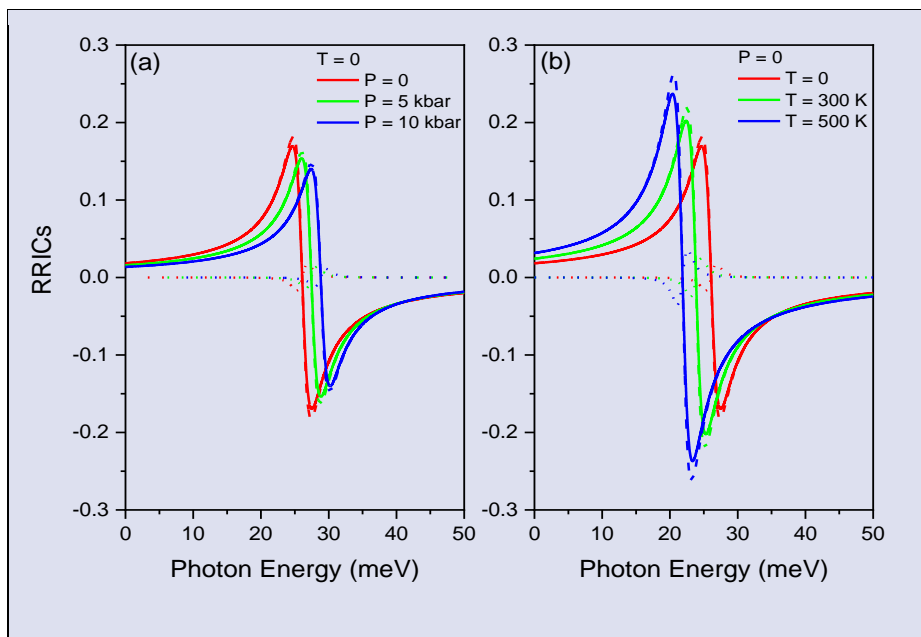 (a)
T = 0
P = 0
P = 5 kbar
P = 10 kbar
0.3
0.2
0.1
0.0
-0.1
-0.2
-0.3
RRICs
0
10
20
30
40
50
Photon Energy (meV)
(b)
P = 0
T = 0
T = 300 K
T = 500 K
0.3
0.2
0.1
0.0
-0.1
-0.2
-0.3
0
10
20
30
40
50
Photon Energy (meV)